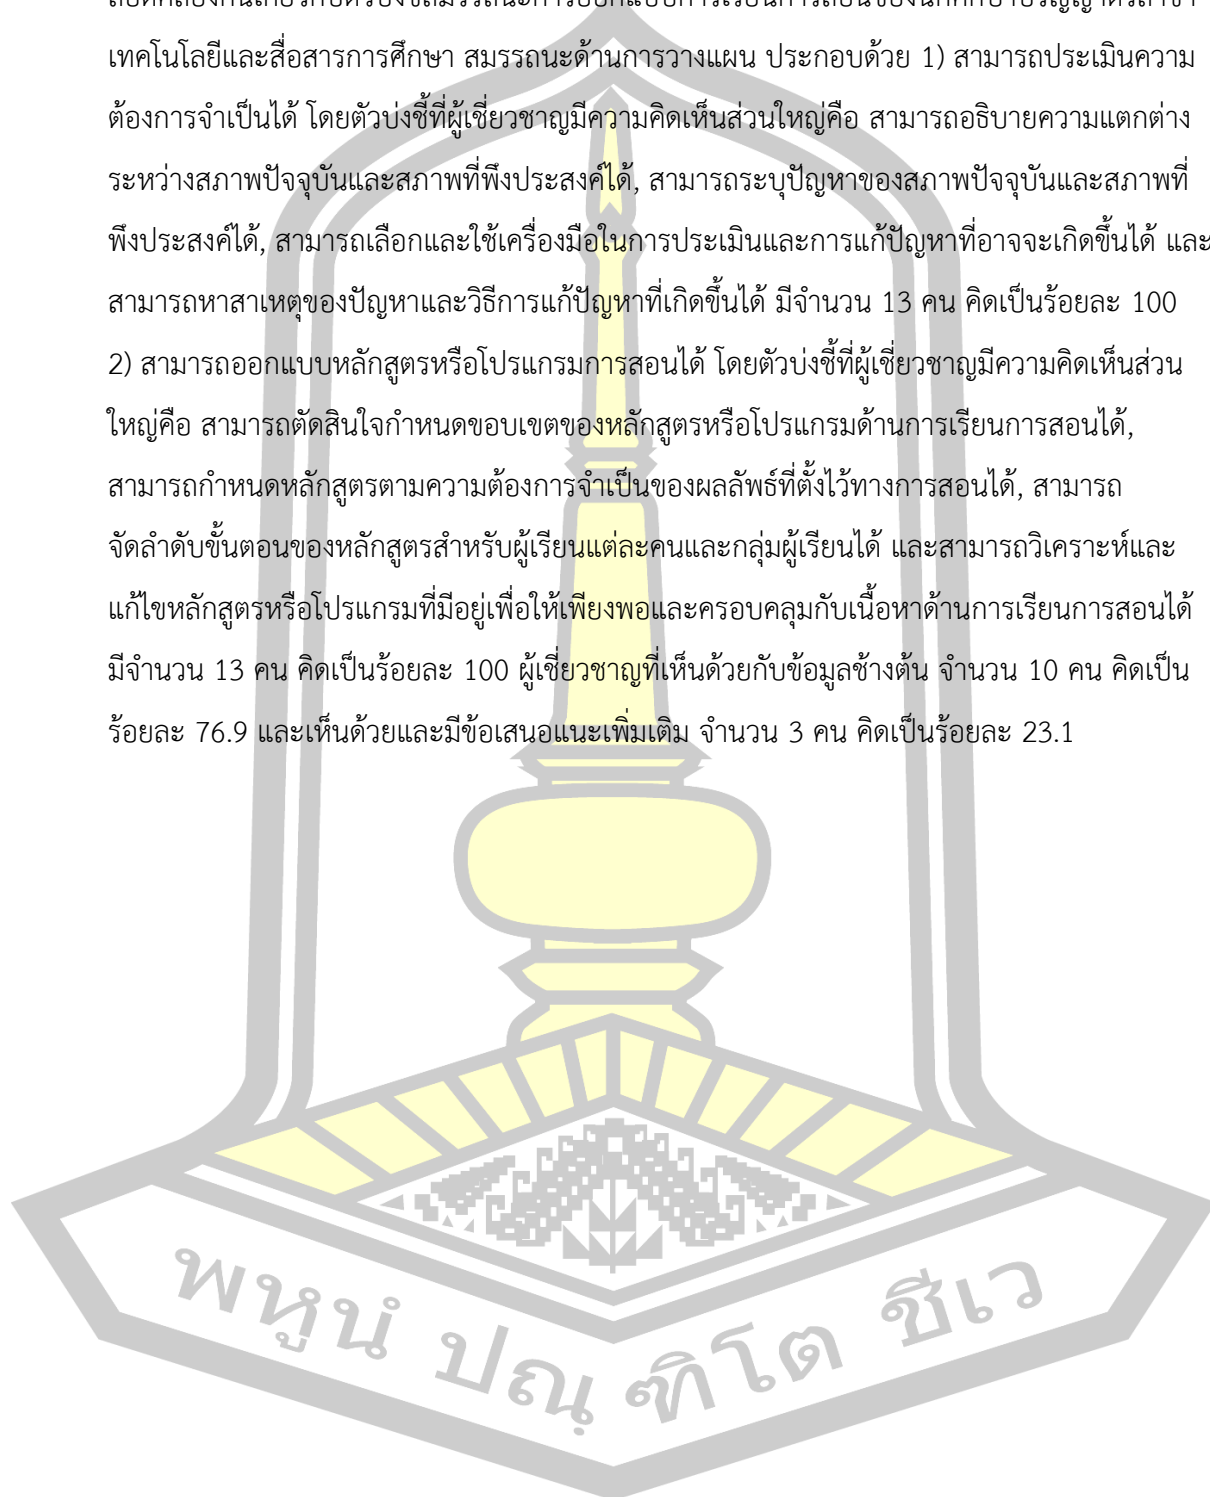 เทคโนโลยีและสื่อสารการศึกษา สมรรถนะด้านการวางแผน ประกอบด้วย 1) สามารถประเมินความ
ต้องการจำเป็นได้ โดยตัวบ่งชี้ที่ผู้เชี่ยวชาญมีความคิดเห็นส่วนใหญ่คือ สามารถอธิบายความแตกต่าง
ระหว่างสภาพปัจจุบันและสภาพที่พึงประสงค์ได้, สามารถระบุปัญหาของสภาพปัจจุบันและสภาพที่
พึงประสงค์ได้, สามารถเลือกและใช้เครื่องมือในการประเมินและการแก้ปัญหาที่อาจจะเกิดขึ้นได้ และ
สามารถหาสาเหตุของปัญหาและวิธีการแก้ปัญหาที่เกิดขึ้นได้ มีจำนวน 13 คน คิดเป็นร้อยละ 100
2) สามารถออกแบบหลักสูตรหรือโปรแกรมการสอนได้ โดยตัวบ่งชี้ที่ผู้เชี่ยวชาญมีความคิดเห็นส่วน
ใหญ่คือ สามารถตัดสินใจกำหนดขอบเขตของหลักสูตรหรือโปรแกรมด้านการเรียนการสอนได้,
สามารถกำหนดหลักสูตรตามความต้องการจำเป็นของผลลัพธ์ที่ตั้งไว้ทางการสอนได้, สามารถ
จัดลำดับขั้นตอนของหลักสูตรสำหรับผู้เรียนแต่ละคนและกลุ่มผู้เรียนได้ และสามารถวิเคราะห์และ
แก้ไขหลักสูตรหรือโปรแกรมที่มีอยู่เพื่อให้เพียงพอและครอบคลุมกับเนื้อหาด้านการเรียนการสอนได้
มีจำนวน 13 คน คิดเป็นร้อยละ 100 ผู้เชี่ยวชาญที่เห็นด้วยกับข้อมูลช้างต้น จำนวน 10 คน คิดเป็น
ร้อยละ 76.9 และเห็นด้วยและมีข้อเสนอแนะเพิ่มเติม จำนวน 3 คน คิดเป็นร้อยละ 23.1
พหูนํ ปณฺฑิโต ชีเว